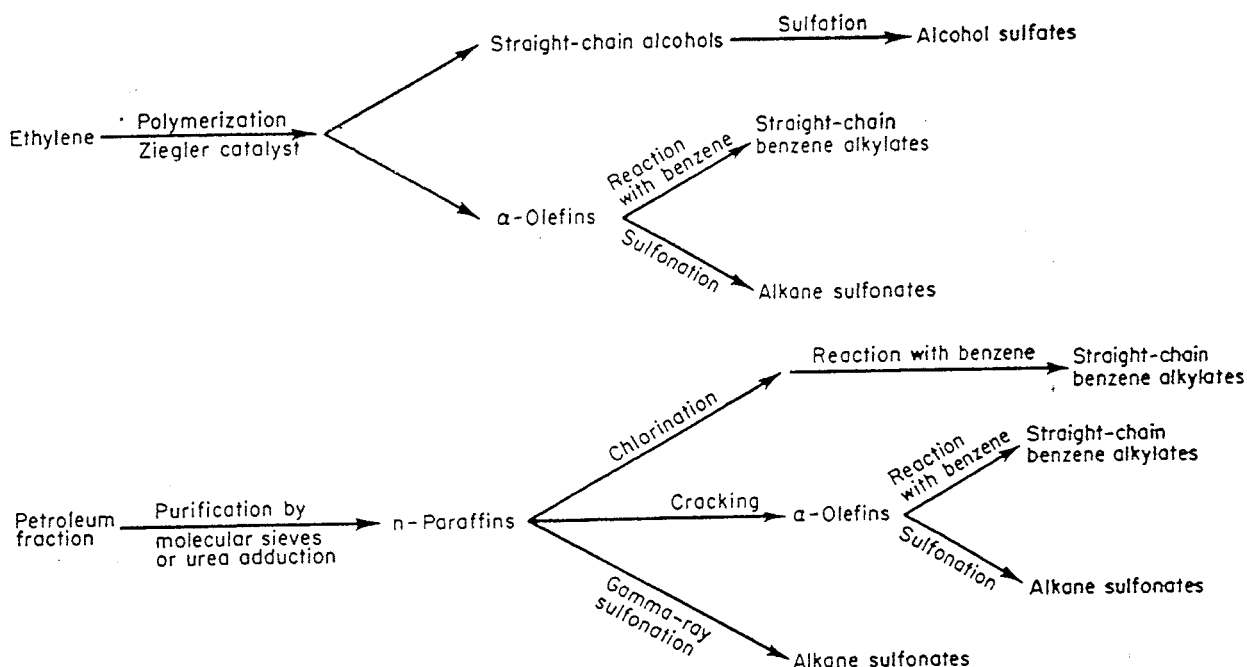 Sulfation
Straight-chain alcohols
Alcohol sulfates
Polymerization
Ethylene
Ziegler catalyst
Reaction
with benzene
Straight-chain
benzene alkylates
α-Olefins
Sulfonation
Alkane sulfonates
Reaction with benzene
Straight-chain
benzene alkylates
Chlorination
Reaction
with benzene
Straight-chain
benzene alkylates
Cracking
α-Olefins
Petroleum
fraction
Purification by
molecular sieves
or urea adduction
n-Paraffins
Sulfonation
Alkane sulfonates
Gamma-ray
sulfonation
Alkane sulfonates